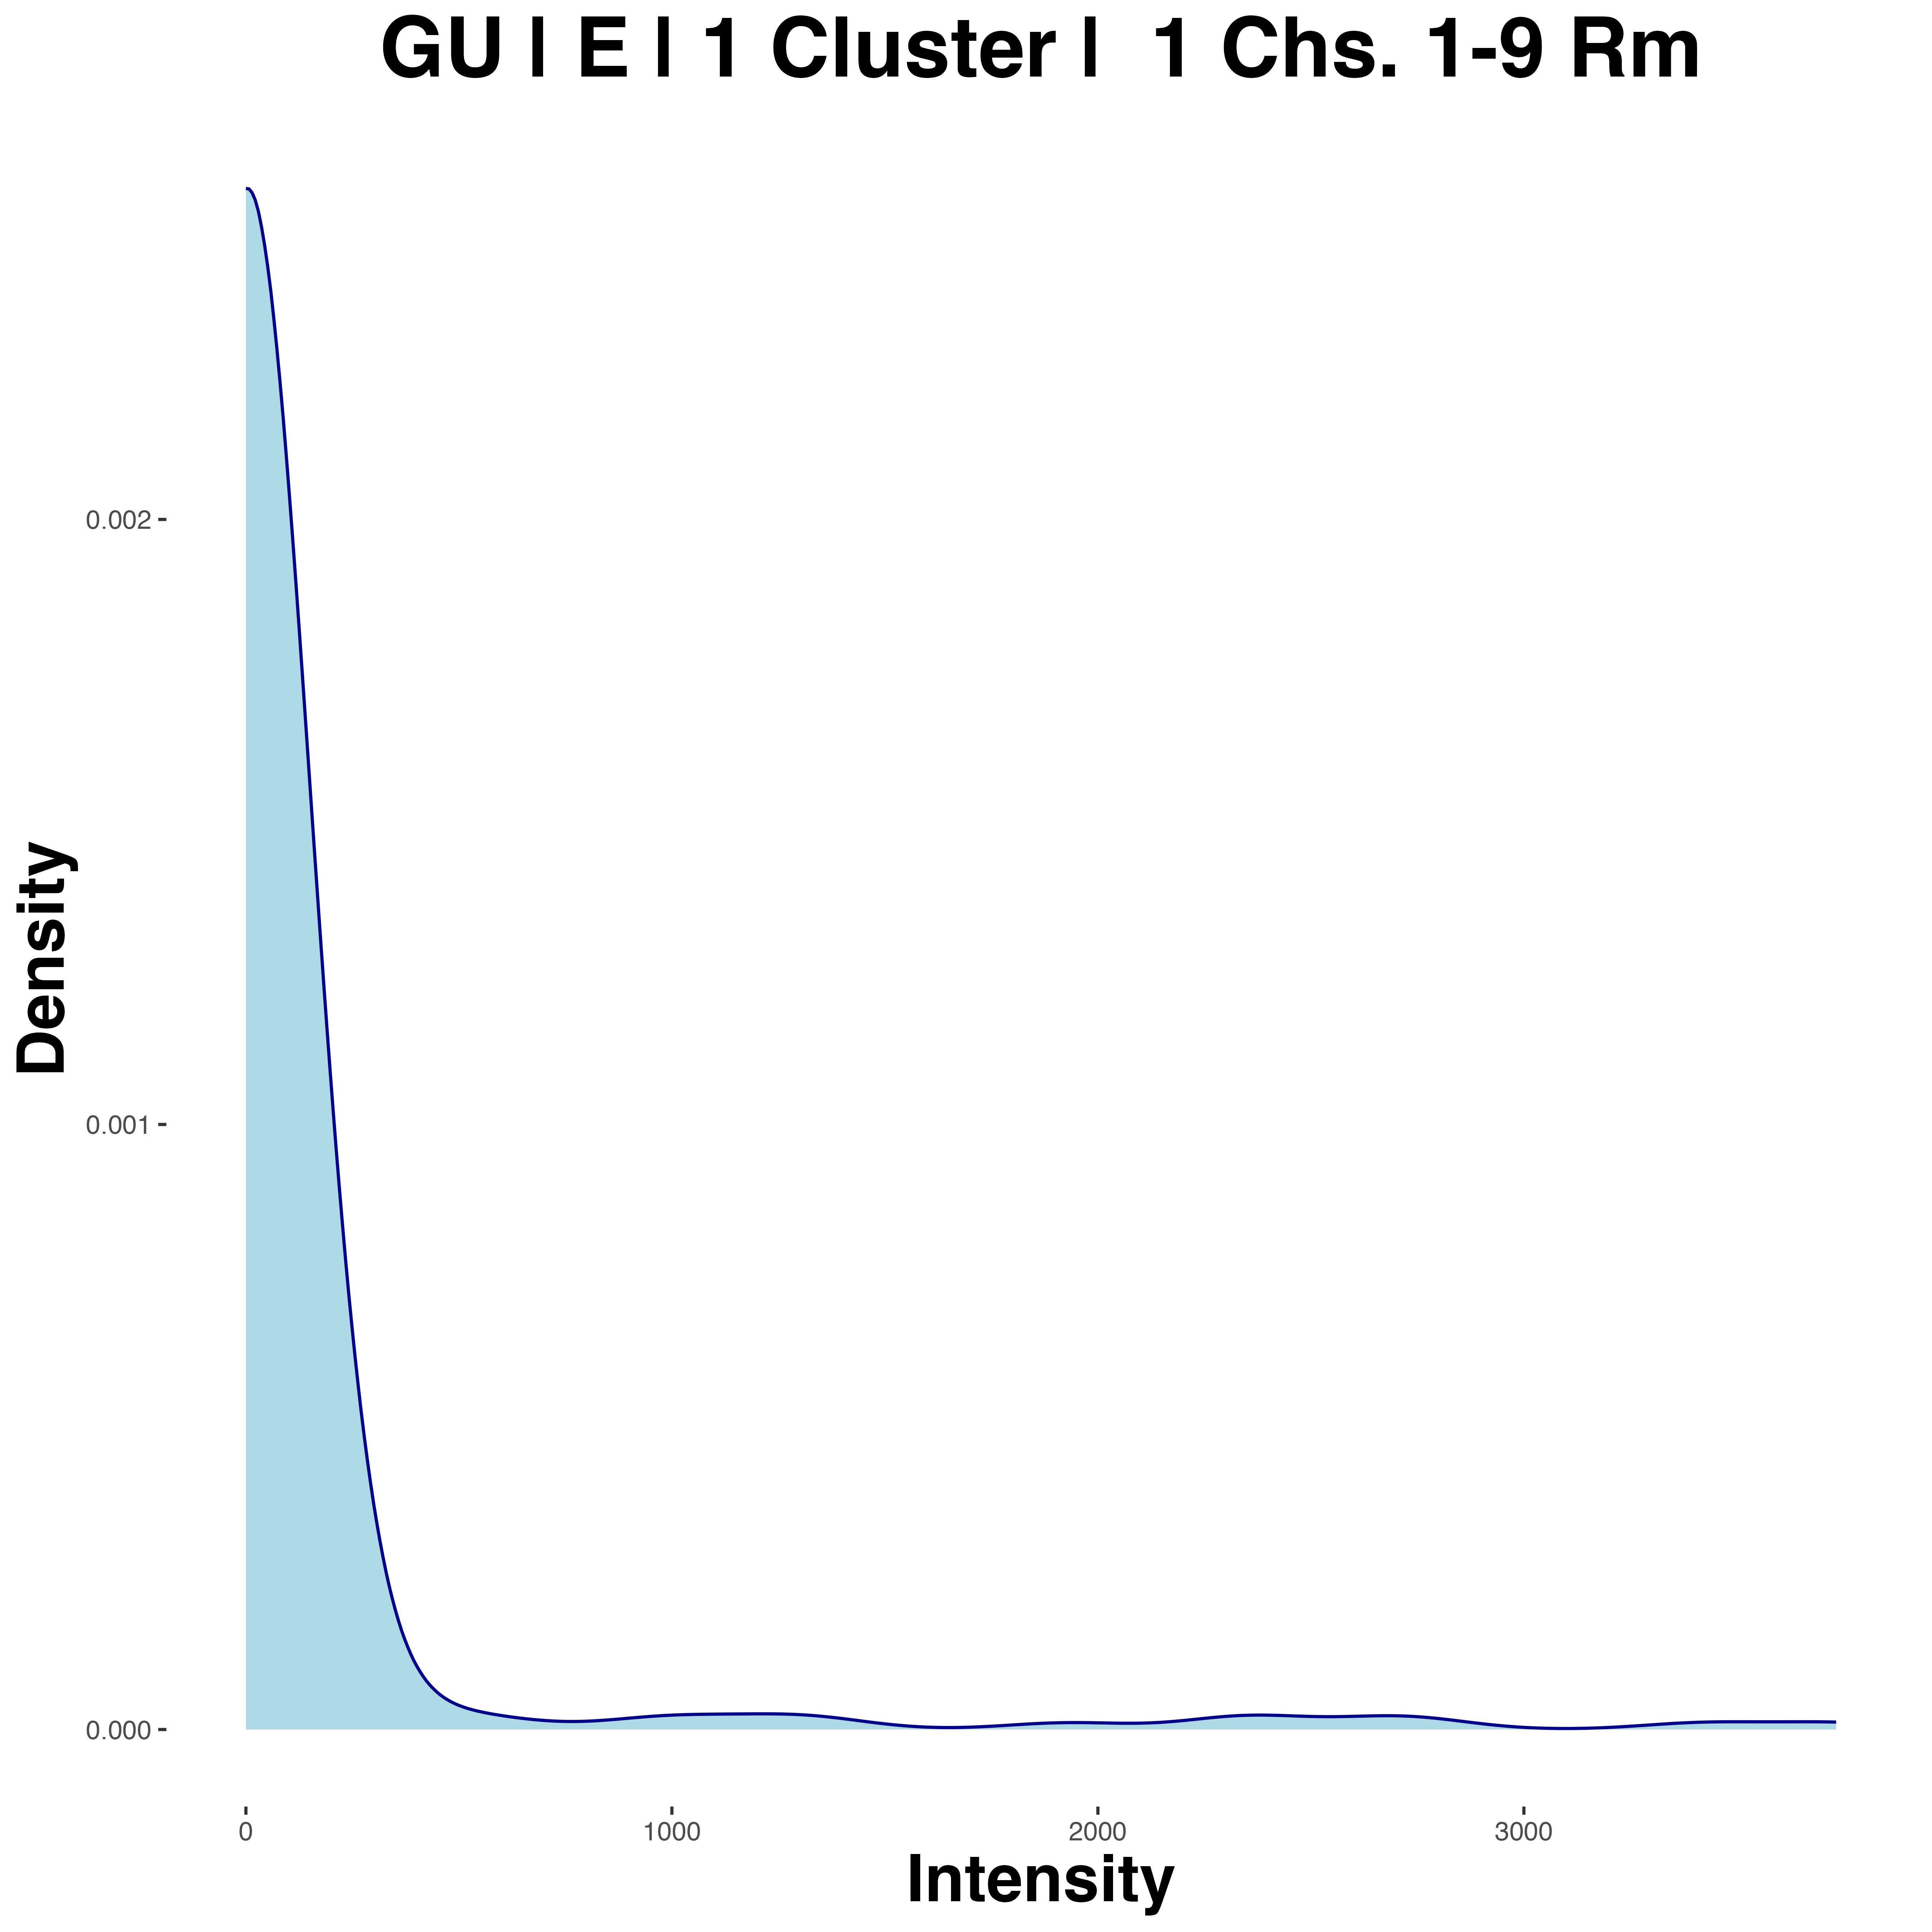 GU | E | 1 Cluster |  1 Chs. 1-9 Rm
Density
0.002
0.001
0.000
0
1000
2000
3000
Intensity